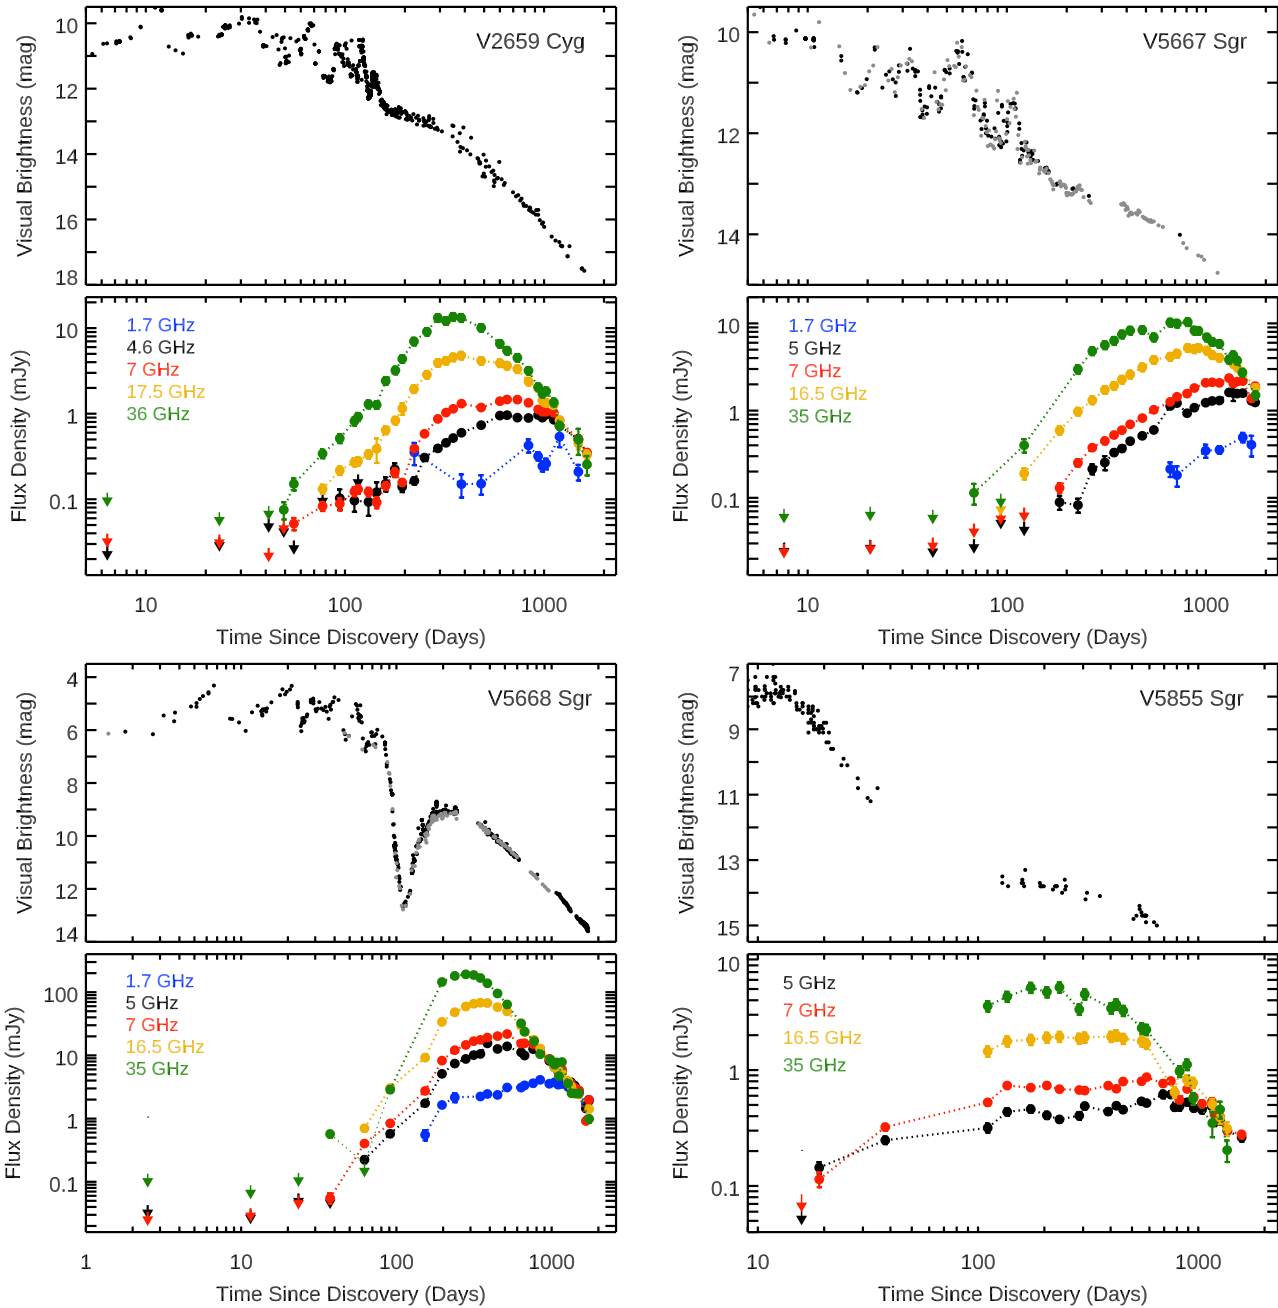 V2659 Cyg
Visual Brightness (mag)
10
12
14
16
18
1.7 GHz
4.6 GHz
7 GHz
17.5 GHz
36 GHz
Flux Density (mJy)
10
1
0.1
10
100
1000
Time Since Discovery (Days)
V5667 Sgr
Visual Brightness (mag)
10
12
14
1.7 GHz
5 GHz
7 GHz
16.5 GHz
35 GHz
Flux Density (mJy)
10
1
0.1
10
100
1000
Time Since Discovery (Days)
V5668 Sgr
Visual Brightness (mag)
4
6
8
10
12
14
1.7 GHz
5 GHz
7 GHz
16.5 GHz
35 GHz
Flux Density (mJy)
100
10
1
0.1
1
10
100
1000
Time Since Discovery (Days)
V5855 Sgr
Visual Brightness (mag)
7
9
11
13
15
5 GHz
7 GHz
16.5 GHz
35 GHz
Flux Density (mJy)
10
1
0.1
10
100
1000
Time Since Discovery (Days)